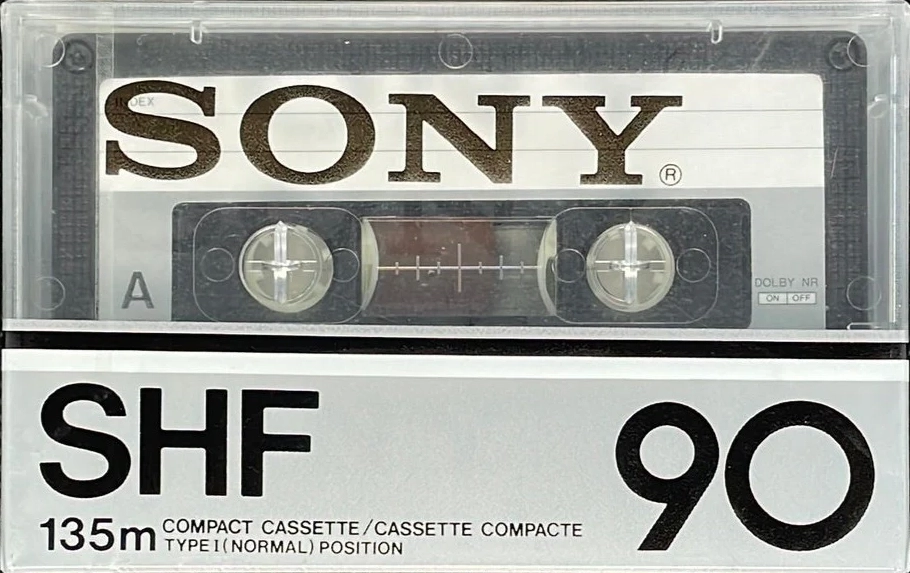 INDEX
SONY®
A
DOLBY NR
ON OFF
SHF
90
135m COMPACT CASSETTE/CASSETTE COMPACTE
TYPE I (NORMAL) POSITION